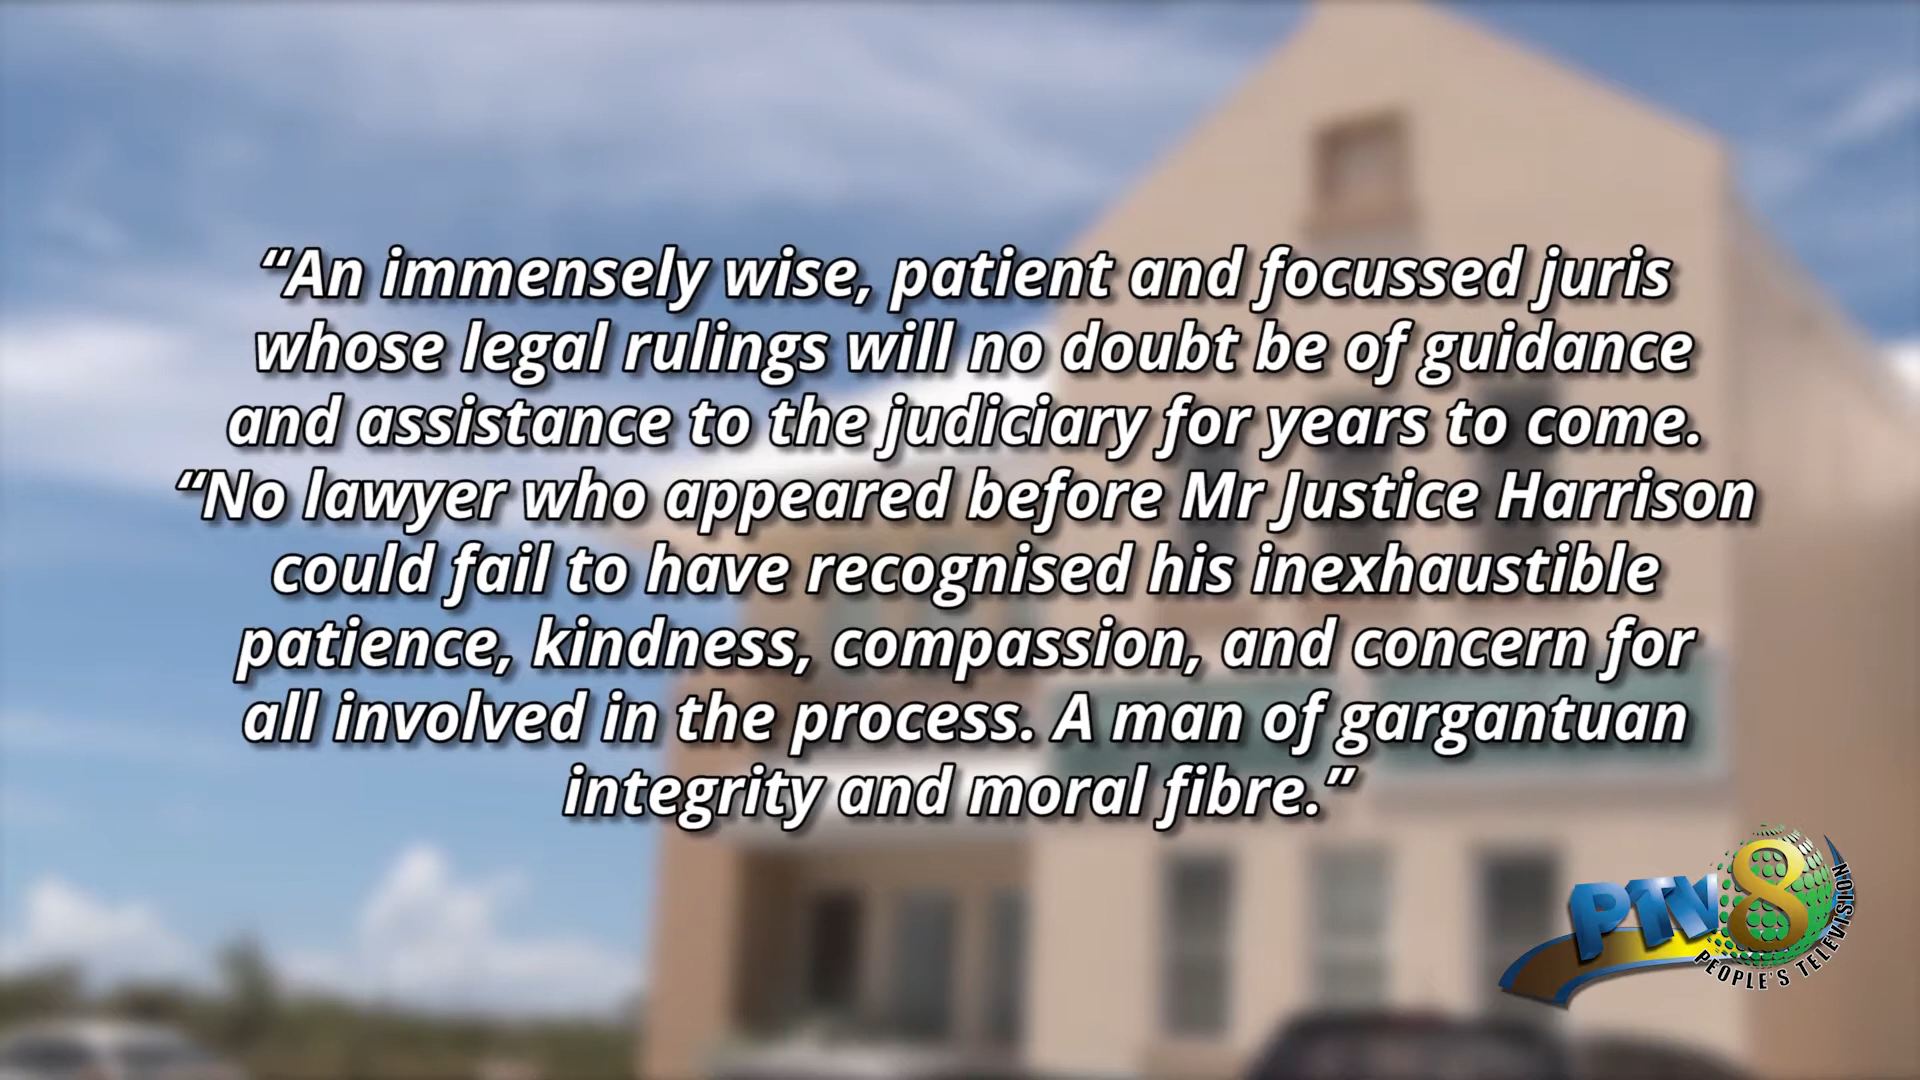 “An immensely wise, patient and focussed juris
whose legal rulings will no doubt be of guidance
and assistance to the judiciary for years to come.
“No lawyer who appeared before Mr Justice Harrison
could fail to have recognised his inexhaustible
patience, kindness, compassion, and concern for
all involved in the process. A man of gargantuan
integrity and moral fibre.”
PTV8
PEOPLE'S TELEVISION